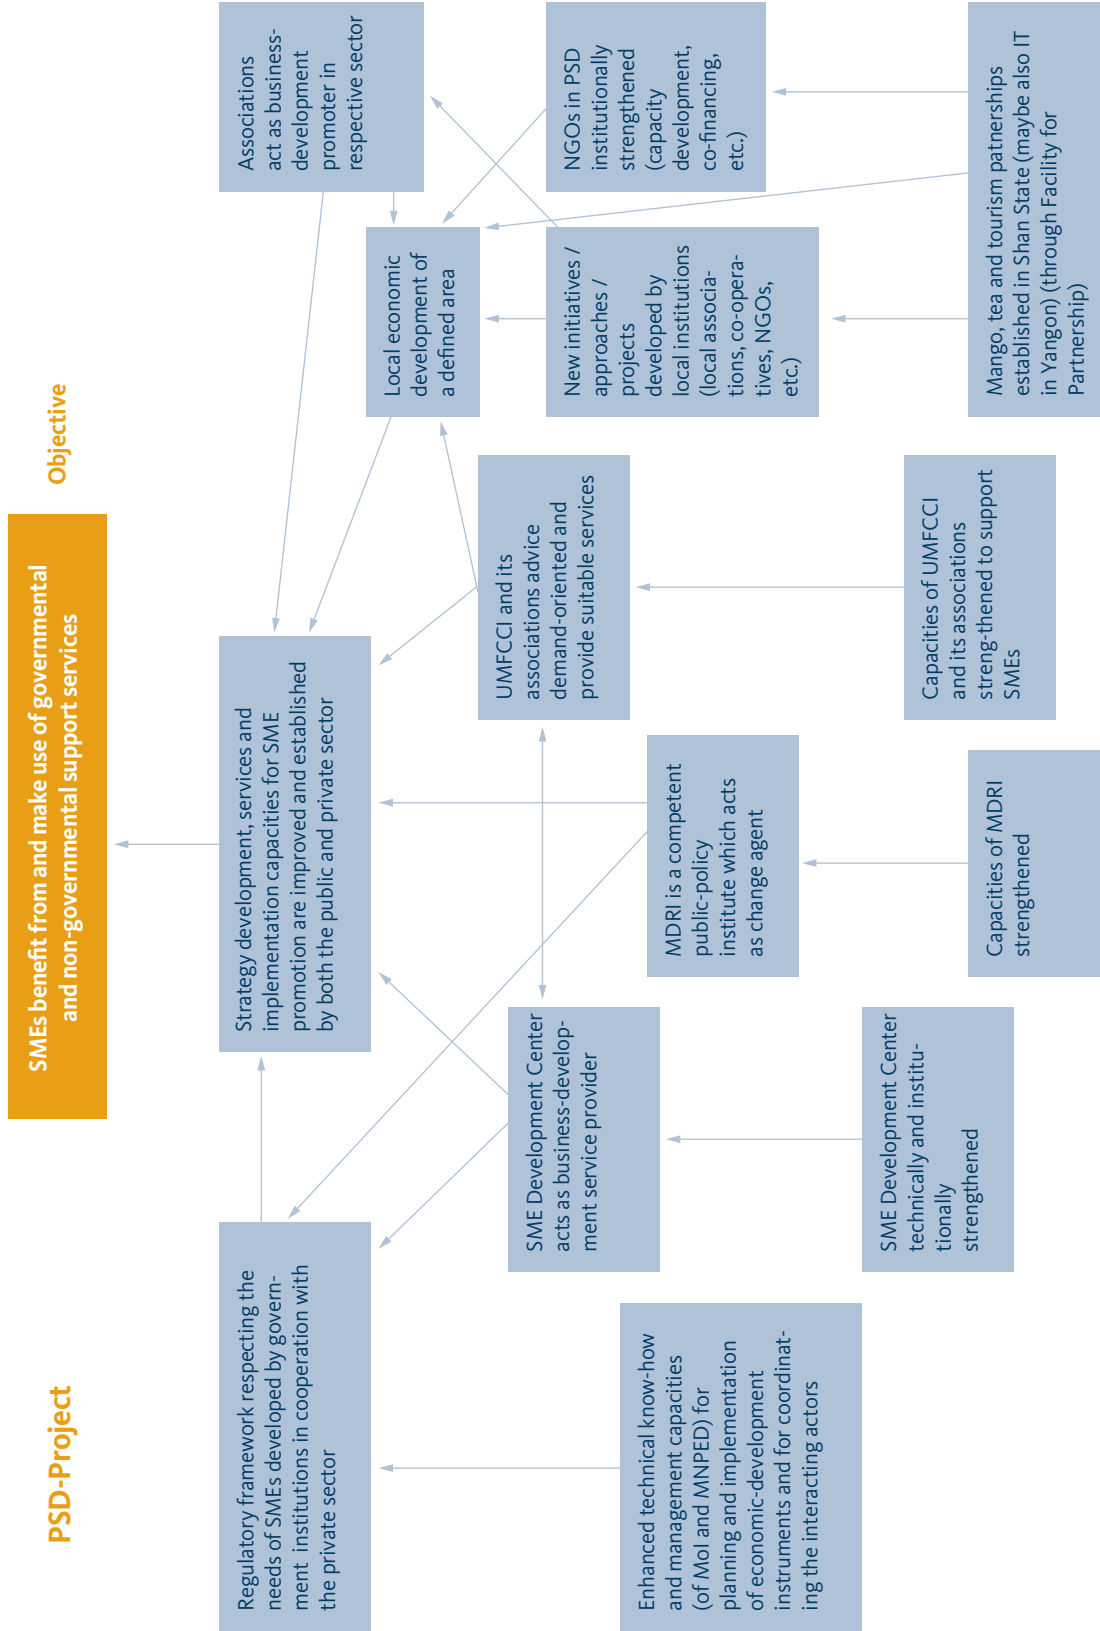 PSD-Project
SMEs benefit from and make use of governmental
and non-governmental support services
Objective
Regulatory framework respecting the
needs of SMEs developed by govern-
ment institutions in cooperation with
the private sector
Strategy development, services and
implementation capacities for SME
promotion are improved and established
by both the public and private sector
Associations
act as business-
development
promoter in
respective sector
Local economic
development of
a defined area
SME Development Center
acts as business-develop-
ment service provider
MDRI is a competent
public-policy
institute which acts
as change agent
UMFCCI and its
associations advice
demand-oriented and
provide suitable services
New initiatives /
approaches /
projects
developed by
local institutions
(local associa-
tions, co-opera-
tives, NGOs,
etc.)
NGOs in PSD
institutionally
strengthened
(capacity
development,
co-financing,
etc.)
Enhanced technical know-how
and management capacities
(of MoI and MNPED) for
planning and implementation
of economic-development
instruments and for coordinat-
ing the interacting actors
SME Development Center
technically and institu-
tionally
strengthened
Capacities of MDRI
strengthened
Capacities of UMFCCI
and its associations
streng-thened to support
SMEs
Mango, tea and tourism patnerships
established in Shan State (maybe also IT
in Yangon) (through Facility for
Partnership)